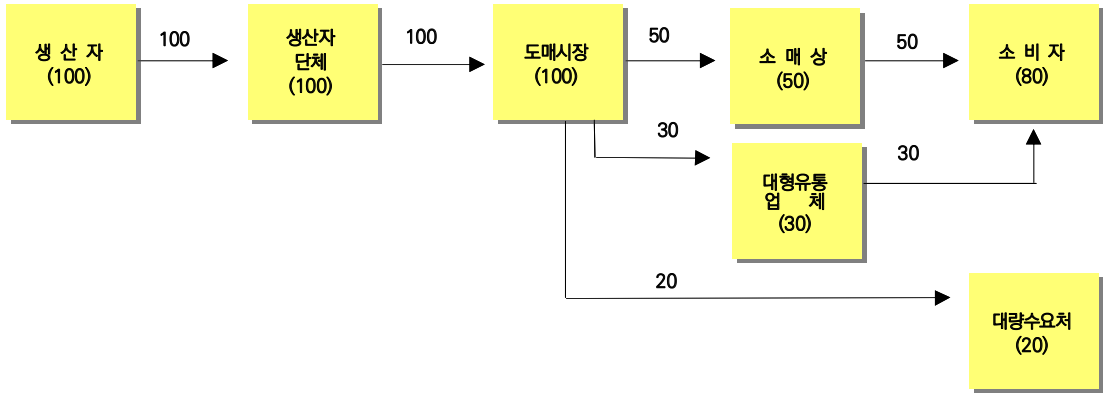 생 산 자
(100)
100
생산자
단체
(100)
100
도매시장
(100)
50
소 매 상
(50)
50
소 비 자
(80)
30
대형유통
업 체
(30)
30
20
대량수요처
(20)